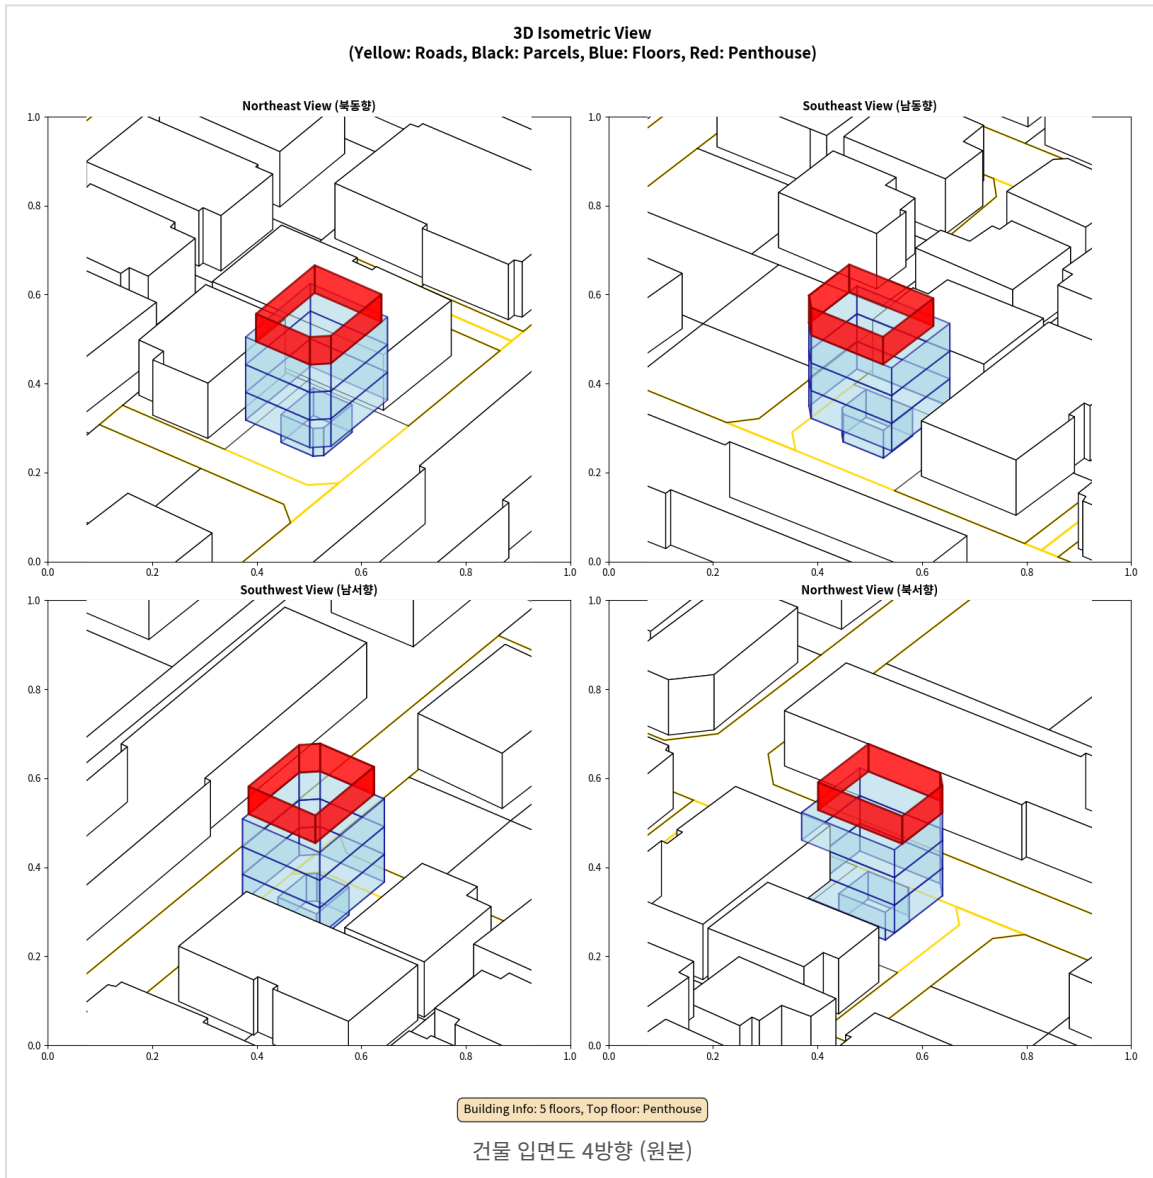 3D Isometric View
(Yellow: Roads, Black: Parcels, Blue: Floors, Red: Penthouse)
Northeast View (북동향)
1.0
0.8
0.6
0.4
0.2
0.0
0.0 0.2 0.4 0.6 0.8 1.0
Southeast View (남동향)
1.0
0.8
0.6
0.4
0.2
0.0
0.0 0.2 0.4 0.6 0.8 1.0
Southwest View (남서향)
1.0
0.8
0.6
0.4
0.2
0.0
0.0 0.2 0.4 0.6 0.8 1.0
Northwest View (북서향)
1.0
0.8
0.6
0.4
0.2
0.0
0.0 0.2 0.4 0.6 0.8 1.0
Building Info: 5 floors, Top floor: Penthouse
건물 입면도 4방향 (원본)